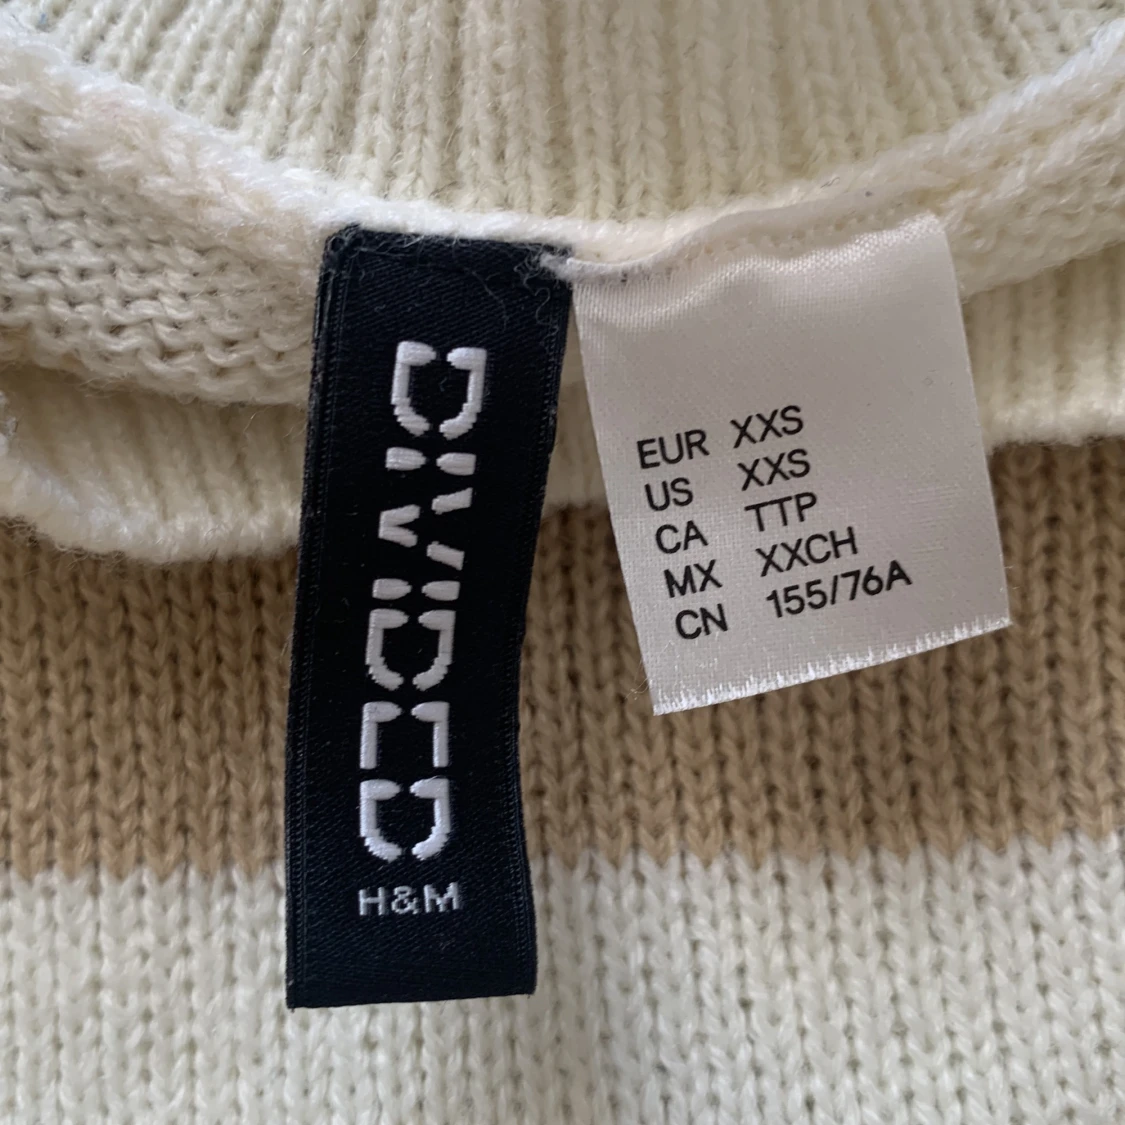 DIVIDED
H&M
EUR XXS
US XXS
CA TTP
MX XXCH
CN 155/76A